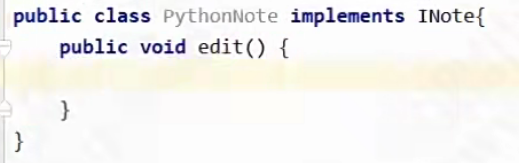 public class PythonNote implements INote{
    public void edit() {
    }
}